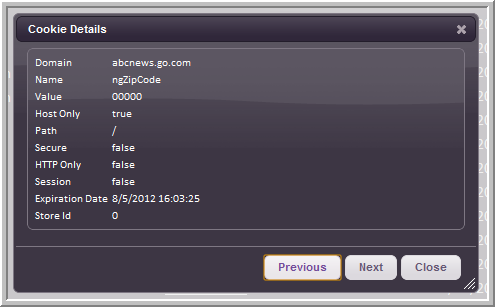 Cookie Details
Domain abcnews.go.com
Name ngZipCode
Value 00000
Host Only true
Path /
Secure false
HTTP Only false
Session false
Expiration Date 8/5/2012 16:03:25
Store Id 0
Previous Next Close